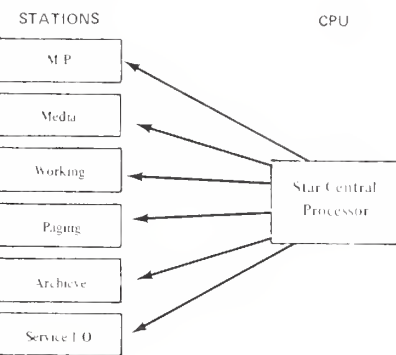 STATIONS
CPU
M P
Media
Working
Paging
Archieve
Service I O
Star Central
Processor